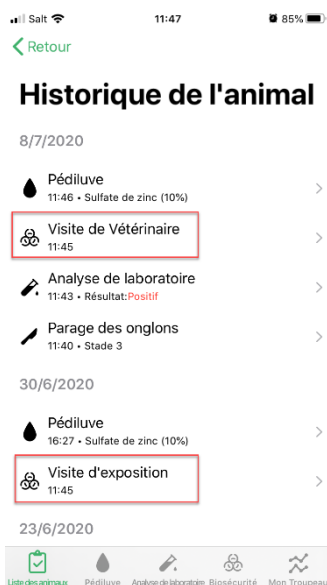 Salt 11:47 85%
Retour
Historique de l'animal
8/7/2020
Pédiluve
11:46 • Sulfate de zinc (10%)
Visite de Vétérinaire
11:45
Analyse de laboratoire
11:43 • Résultat:Positif
Parage des onglons
11:40 • Stade 3
30/6/2020
Pédiluve
16:27 • Sulfate de zinc (10%)
Visite d'exposition
11:45
23/6/2020
Liste des animaux Pédiluve Analyse de laboratoire Biosécurité Mon Troupeau